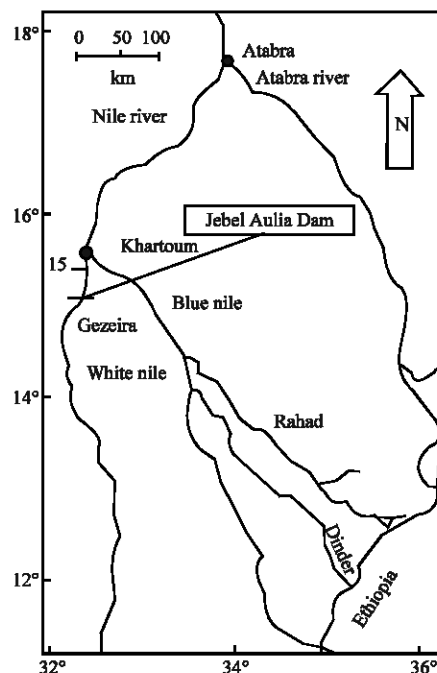 18°
0 50 100
km
Atabra
Atabra river
Nile river
N
16°
Jebel Aulia Dam
Khartoum
15
Blue nile
Gezeira
White nile
14°
Rahad
Dinder
12°
Ethiopia
32°
34°
36°